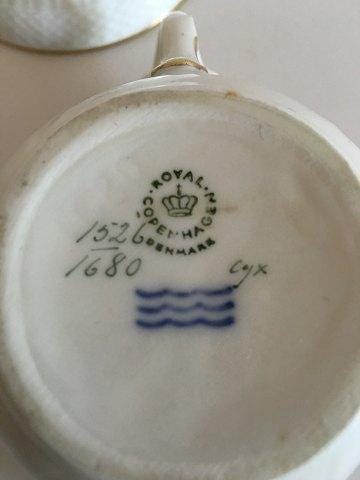 ROYAL
COPENHAGEN
DENMARK
1526
1680
cyx